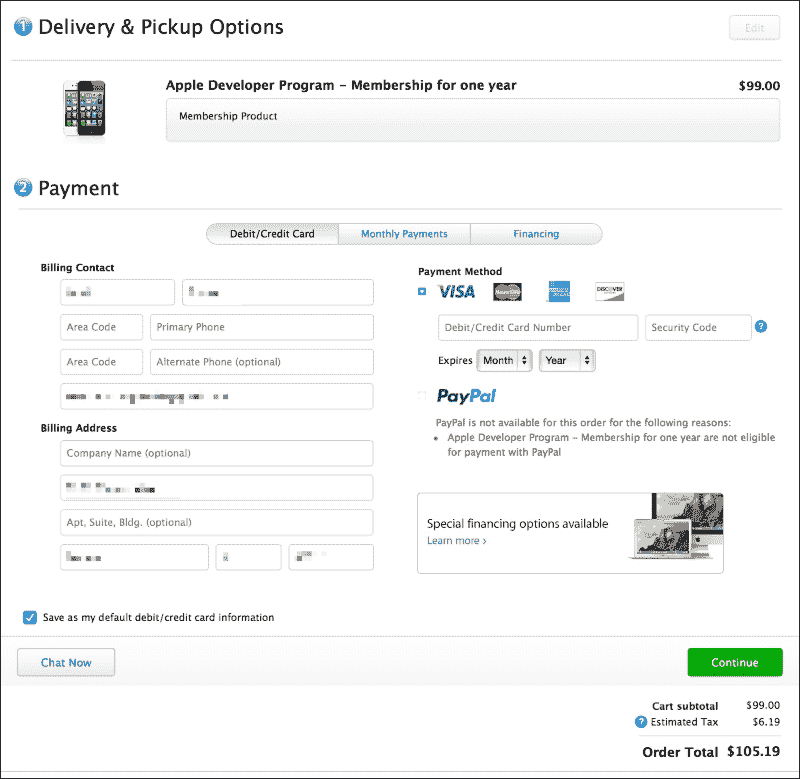 1 Delivery & Pickup Options
Edit
Apple Developer Program – Membership for one year
$99.00
Membership Product
2 Payment
Debit/Credit Card
Monthly Payments
Financing
Billing Contact
Area Code
Primary Phone
Area Code
Alternate Phone (optional)
Billing Address
Company Name (optional)
Apt, Suite, Bldg. (optional)
Payment Method
VISA
MasterCard
DISCOVER
Debit/Credit Card Number
Security Code
?
Expires
Month
Year
PayPal
PayPal is not available for this order for the following reasons:
• Apple Developer Program – Membership for one year are not eligible
for payment with PayPal
Special financing options available
Learn more ›
Save as my default debit/credit card information
Chat Now
Continue
Cart subtotal
$99.00
? Estimated Tax
$6.19
Order Total
$105.19